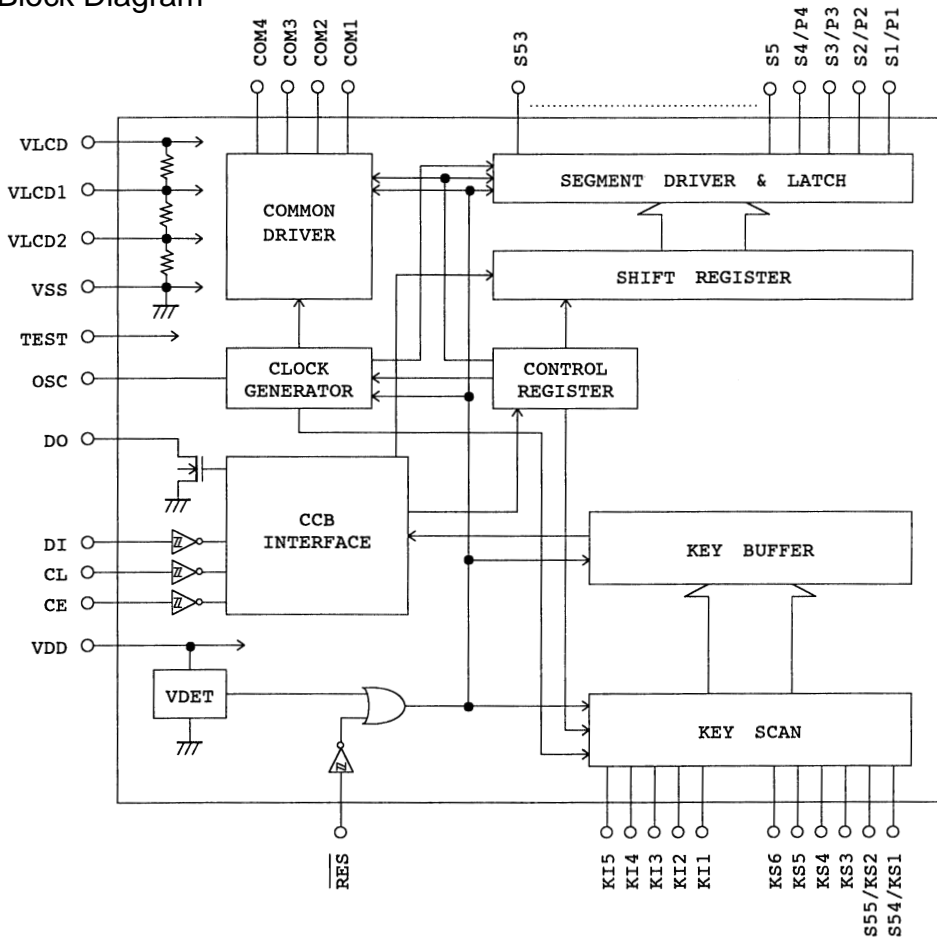 Block Diagram
COM4
COM3
COM2
COM1
S53
S5
S4/P4
S3/P3
S2/P2
S1/P1
VLCD
VLCD1
VLCD2
VSS
TEST
OSC
DO
DI
CL
CE
VDD
COMMON
DRIVER
SEGMENT DRIVER & LATCH
SHIFT REGISTER
CLOCK
GENERATOR
CONTROL
REGISTER
CCB
INTERFACE
KEY BUFFER
VDET
KEY SCAN
RES
KI5
KI4
KI3
KI2
KI1
KS6
KS5
KS4
KS3
S55/KS2
S54/KS1